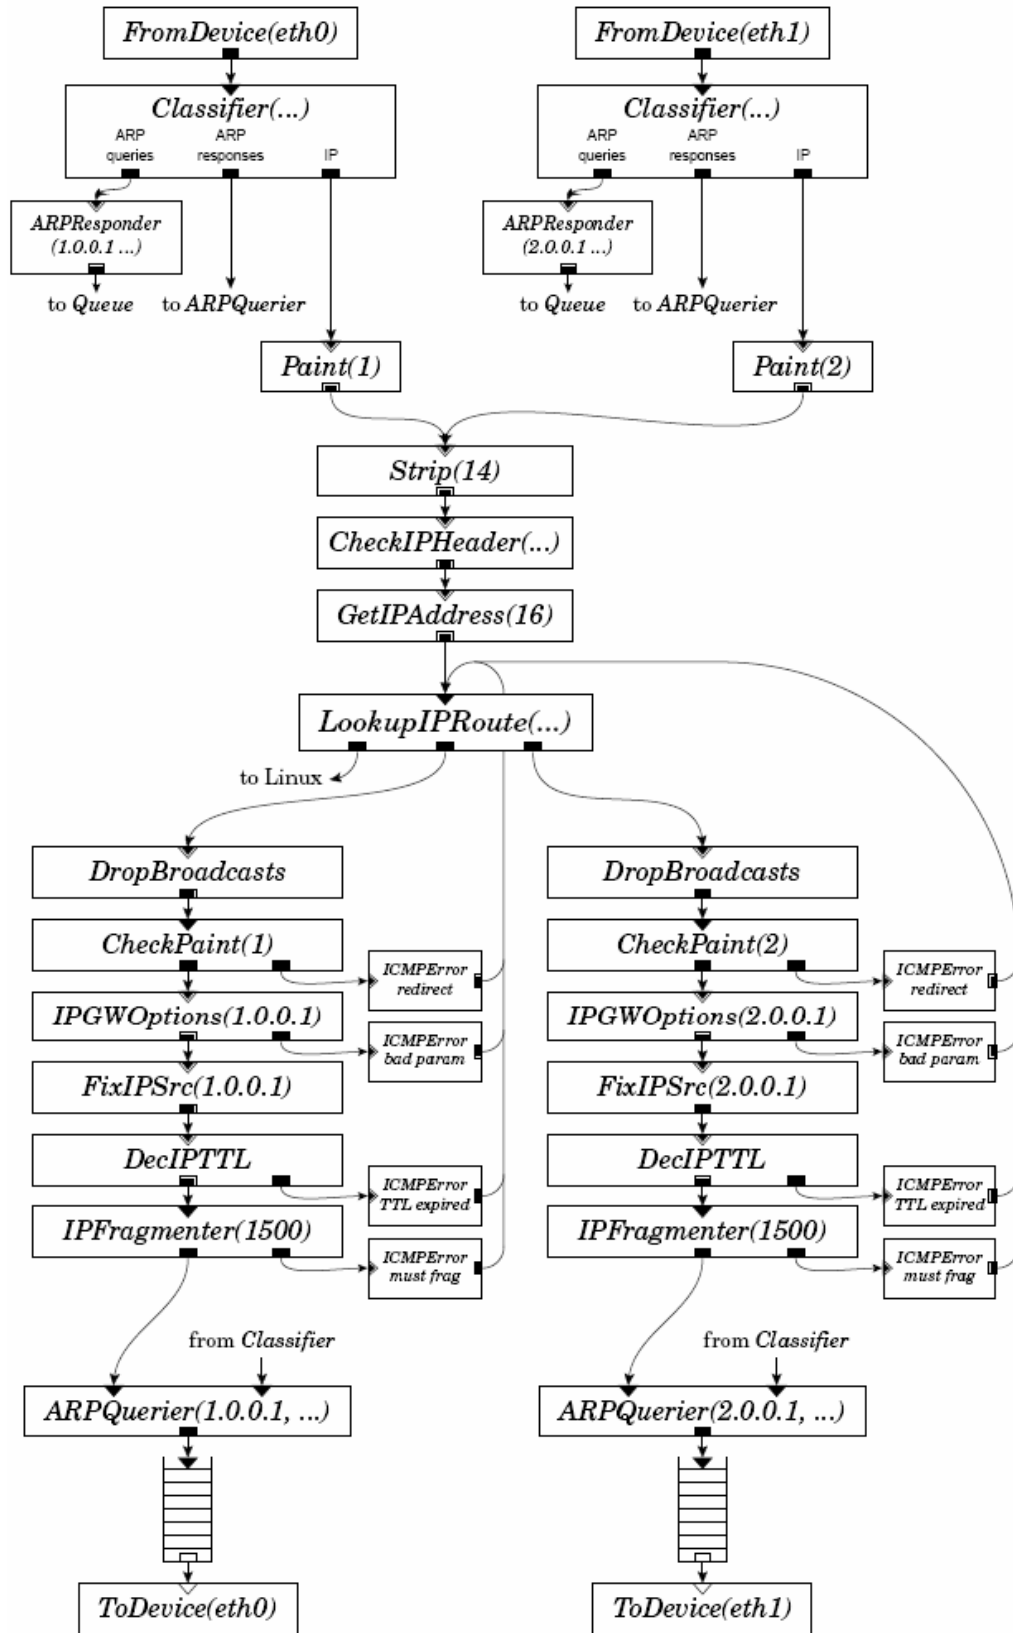 FromDevice(eth0)
FromDevice(eth1)
Classifier(...)
ARP
queries
ARP
responses
IP
Classifier(...)
ARP
queries
ARP
responses
IP
ARPResponder
(1.0.0.1 ...)
ARPResponder
(2.0.0.1 ...)
to Queue
to ARPQuerier
to Queue
to ARPQuerier
Paint(1)
Paint(2)
Strip(14)
CheckIPHeader(...)
GetIPAddress(16)
LookupIPRoute(...)
to Linux
DropBroadcasts
DropBroadcasts
CheckPaint(1)
ICMPError
redirect
CheckPaint(2)
ICMPError
redirect
IPGWOptions(1.0.0.1)
ICMPError
bad param
IPGWOptions(2.0.0.1)
ICMPError
bad param
FixIPSrc(1.0.0.1)
FixIPSrc(2.0.0.1)
DecIPTTL
ICMPError
TTL expired
DecIPTTL
ICMPError
TTL expired
IPFragmenter(1500)
ICMPError
must frag
IPFragmenter(1500)
ICMPError
must frag
from Classifier
from Classifier
ARPQuerier(1.0.0.1, ...)
ARPQuerier(2.0.0.1, ...)
ToDevice(eth0)
ToDevice(eth1)